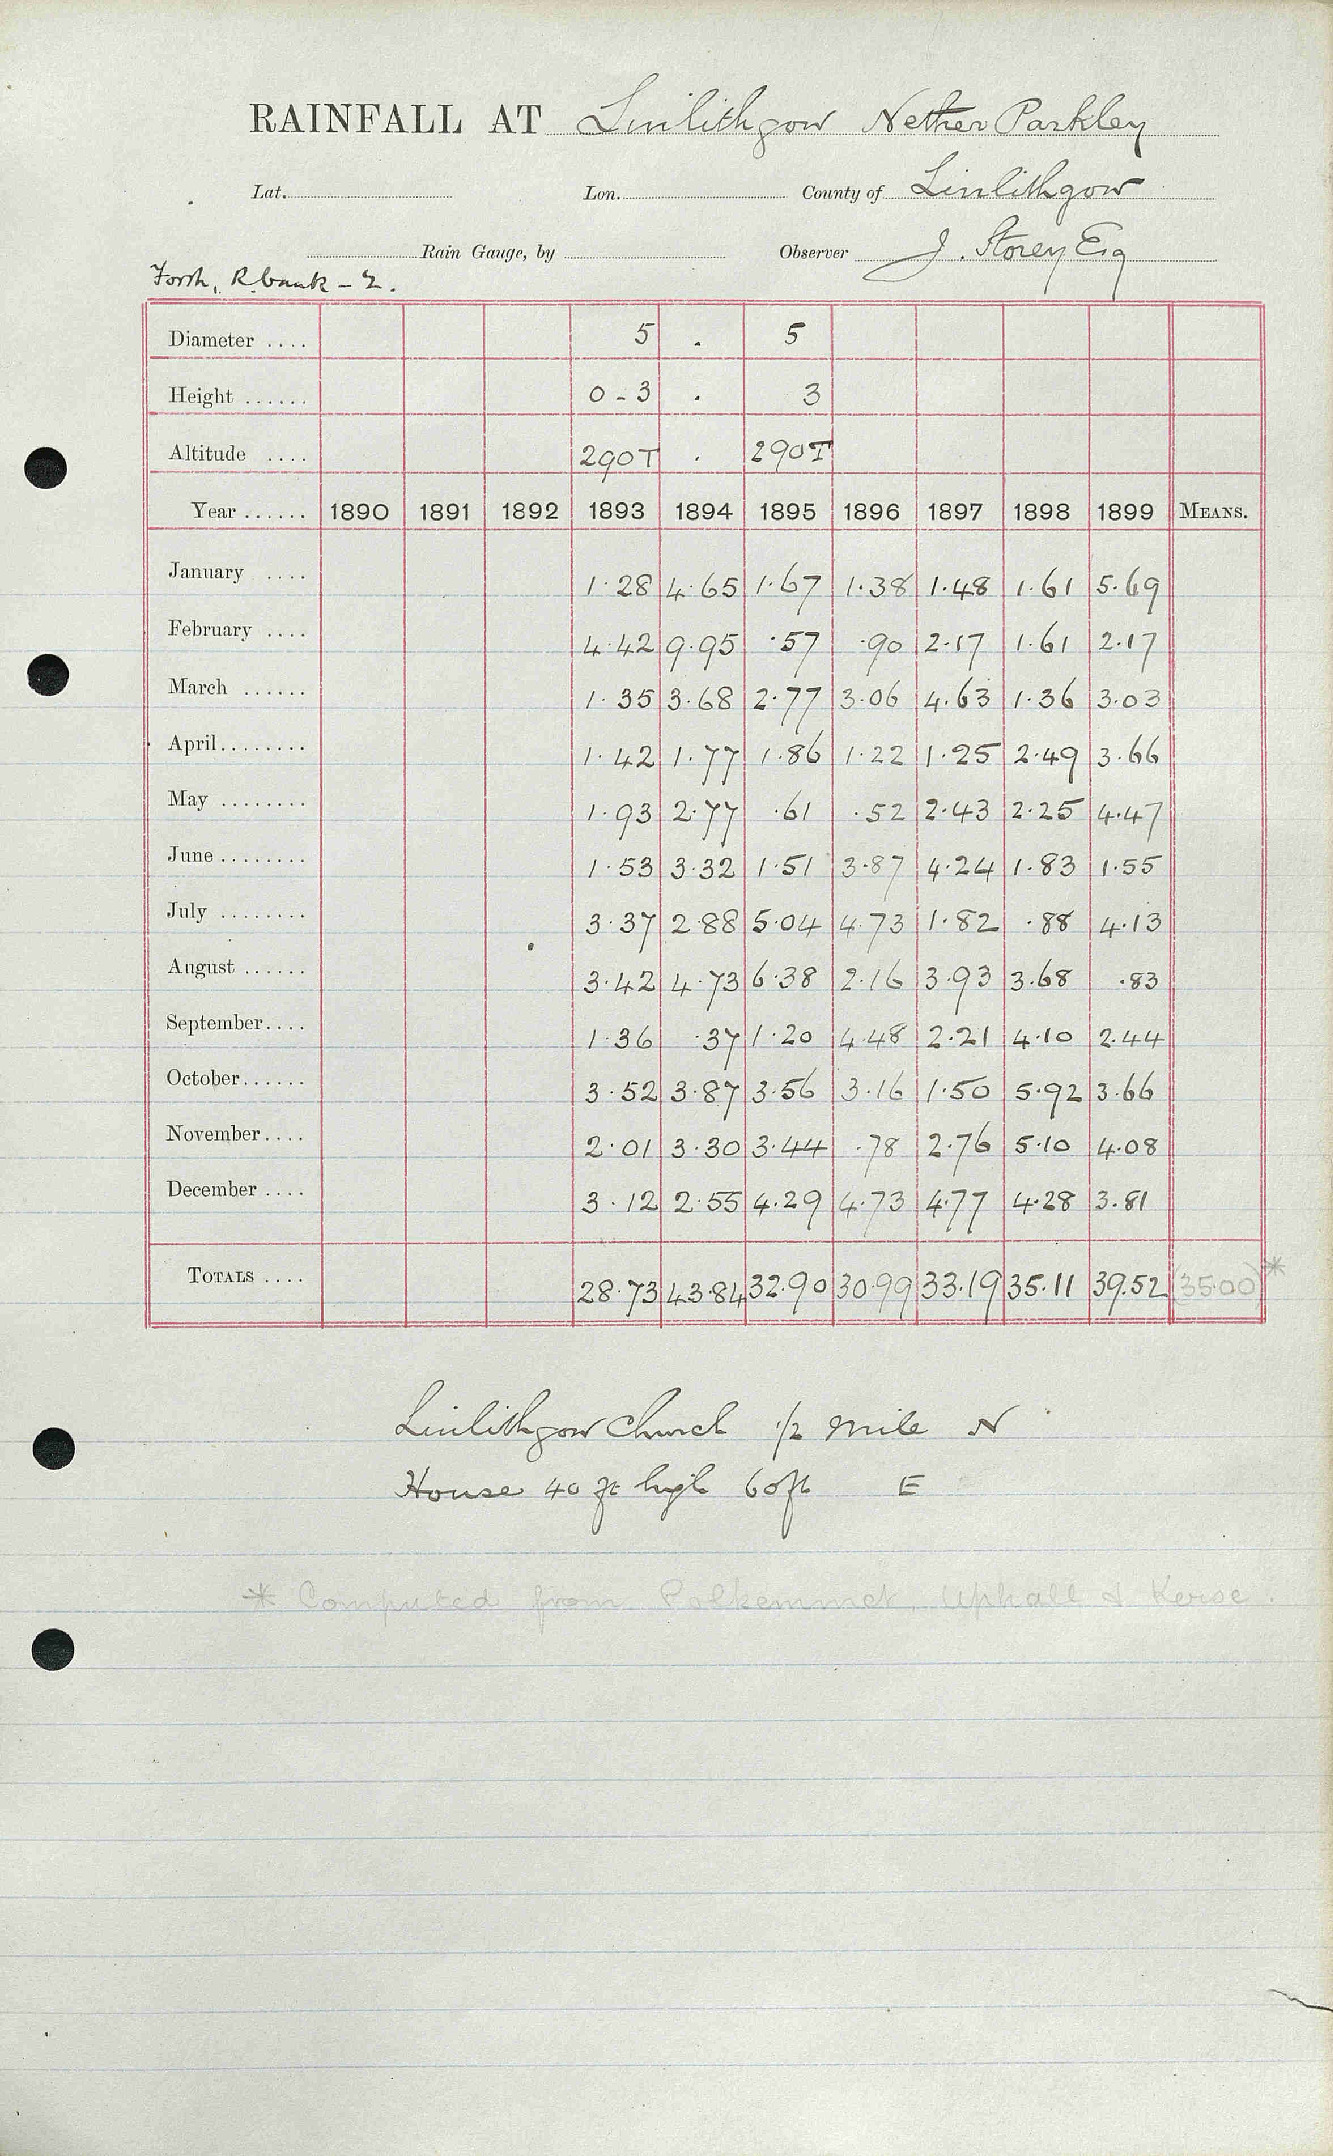 RAINFALL AT Linlithgow Nether Parkley
Lat. Lon. County of Linlithgow
Rain Gauge, by Observer J. Storey Esq
Forth, R. bank - 2.
Diameter .... 5 . 5
Height ...... 0-3 . 3
Altitude .... 290T . 290T
Year ...... 1890 1891 1892 1893 1894 1895 1896 1897 1898 1899 MEANS.
January .... 1.28 4.65 1.67 1.38 1.48 1.61 5.69
February .... 4.42 9.95 .57 .90 2.17 1.61 2.17
March ...... 1.35 3.68 2.77 3.06 4.63 1.36 3.03
April........ 1.42 1.77 1.86 1.22 1.25 2.49 3.66
May ........ 1.93 2.77 .61 .52 2.43 2.25 4.47
June ........ 1.53 3.32 1.51 3.87 4.24 1.83 1.55
July ........ 3.37 2.88 5.04 4.73 1.82 .88 4.13
August ...... 3.42 4.73 6.38 2.16 3.93 3.68 .83
September.... 1.36 .37 1.20 4.48 2.21 4.10 2.44
October...... 3.52 3.87 3.56 3.16 1.50 5.92 3.66
November.... 2.01 3.30 3.44 .78 2.76 5.10 4.08
December .... 3.12 2.55 4.29 4.73 4.77 4.28 3.81
TOTALS .... 28.73 43.84 32.90 30.99 33.19 35.11 39.52 (35.00)*
Linlithgow Church 1/2 mile N
House 40 ft high 60 ft E
* Computed from Polkemmet, Uphall & Kerse.